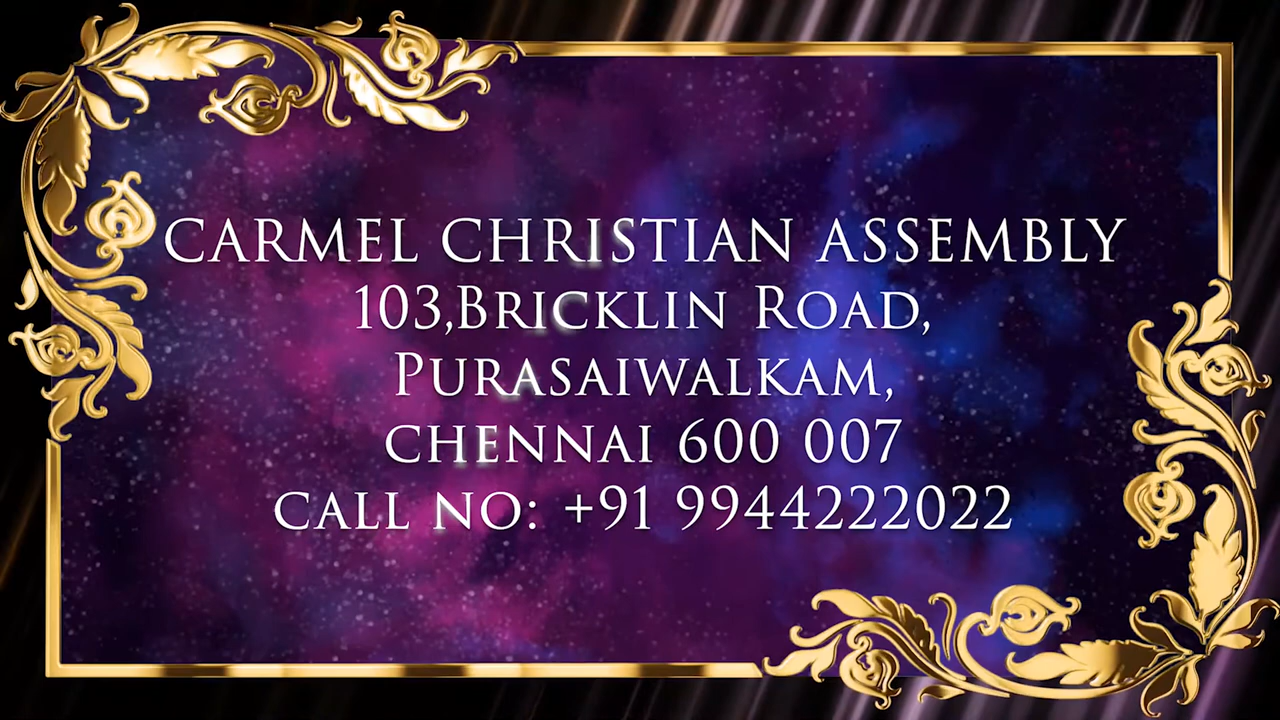 CARMEL CHRISTIAN ASSEMBLY
103,Bricklin Road,
Purasaiwalkam,
chennai 600 007
call no: +91 9944222022